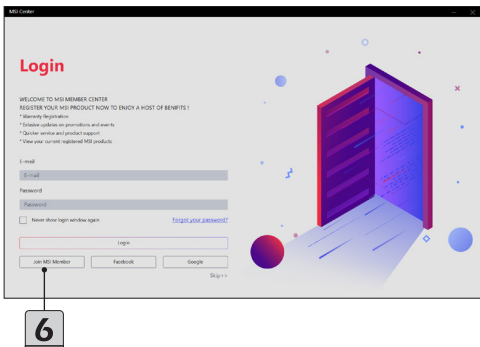 MSI Center
Login
WELCOME TO MSI MEMBER CENTER
REGISTER YOUR MSI PRODUCT NOW TO ENJOY A HOST OF BENIFITS !
* Warranty Registration
* Exlusive updates on promotions and events
* Quicker service and product support
* View your current registered MSI products
E-mail
E-mail
Password
Password
Never show login window again
Forgot your password?
Login
Join MSI Member
Facebook
Google
Skip>>
6